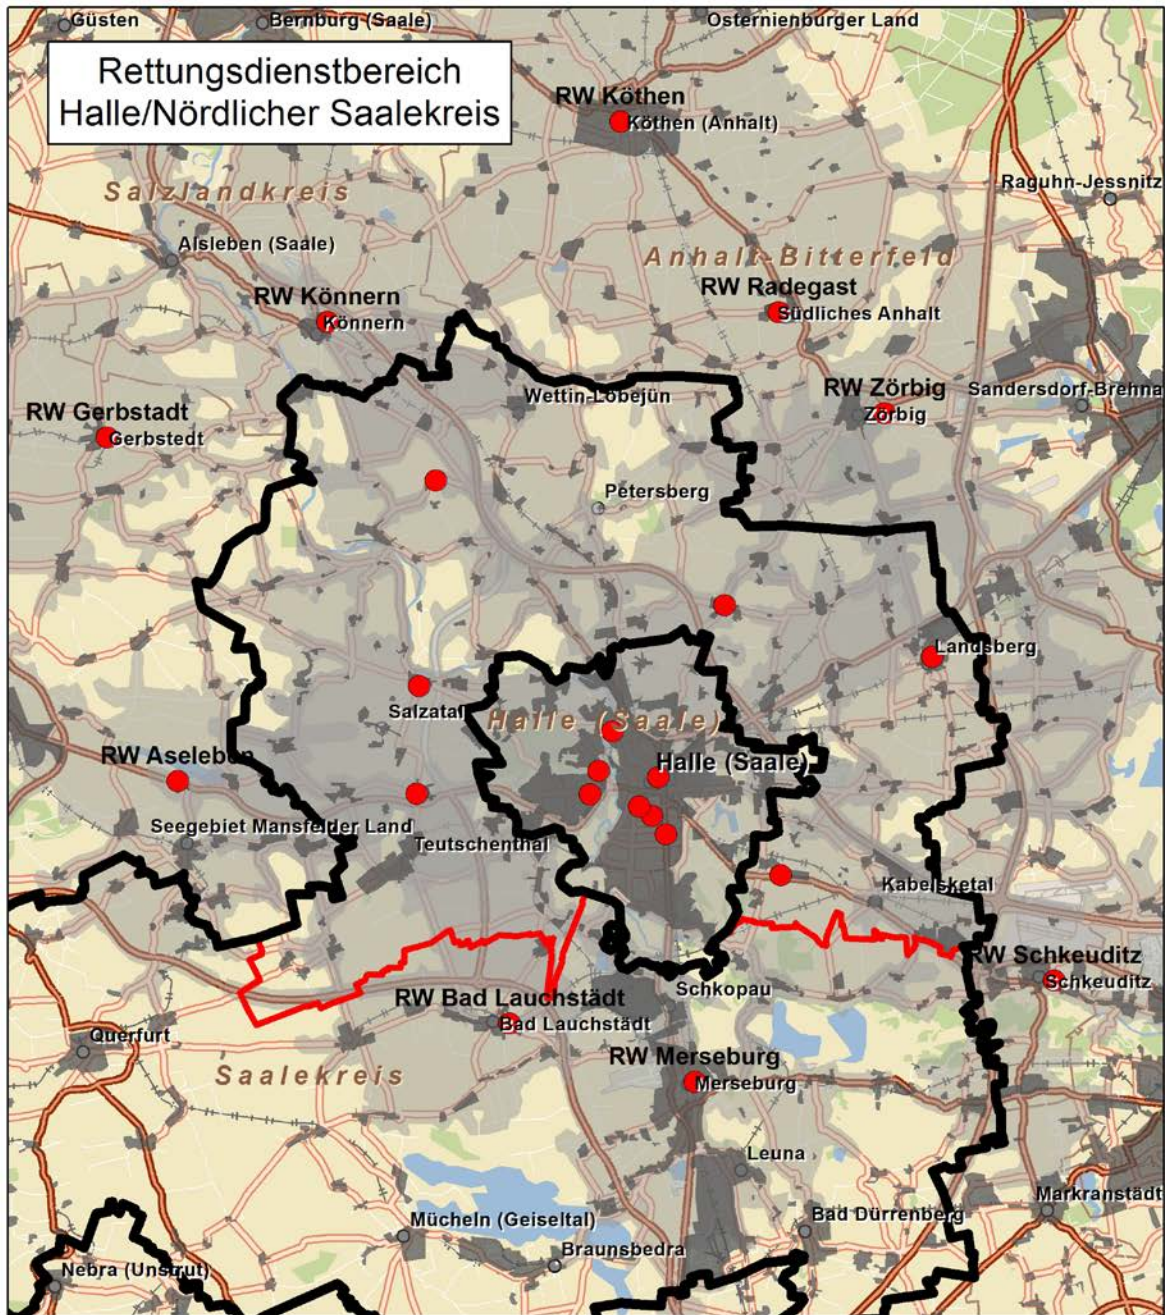 Güsten
Bernburg (Saale)
Osternienburger Land
Rettungsdienstbereich
Halle/Nördlicher Saalekreis
RW Köthen
Köthen (Anhalt)
Salzlandkreis
Raguhn-Jessnitz
Alsleben (Saale)
Anhalt-Bitterfeld
RW Könnern
Könnern
RW Radegast
Südliches Anhalt
RW Gerbstadt
Gerbstedt
Wettin-Löbejün
RW Zörbig
Zörbig
Sandersdorf-Brehna
Petersberg
Landsberg
Salzatal
Halle (Saale)
Halle (Saale)
RW Aseleben
Seegebiet Mansfelder Land
Teutschenthal
Kabelsketal
RW Schkeuditz
Schkeuditz
Schkopau
RW Bad Lauchstädt
Bad Lauchstädt
Querfurt
Saalekreis
RW Merseburg
Merseburg
Leuna
Markranstädt
Mücheln (Geiseltal)
Bad Dürrenberg
Braunsbedra
Nebra (Unstrut)